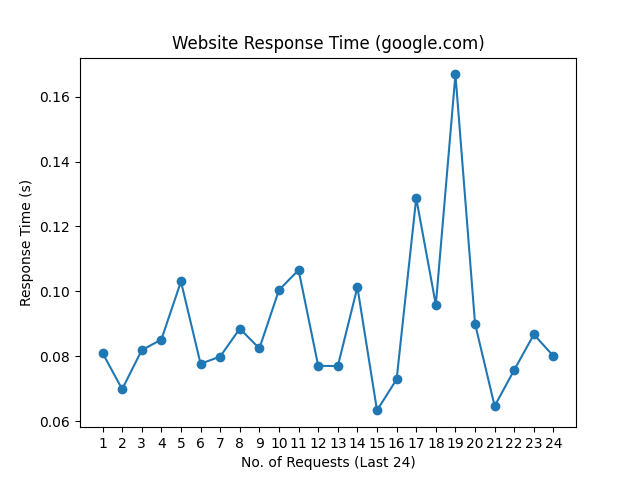 Website Response Time (google.com)
0.16
0.14
0.12
0.10
0.08
0.06
Response Time (s)
1 2 3 4 5 6 7 8 9 10 11 12 13 14 15 16 17 18 19 20 21 22 23 24
No. of Requests (Last 24)